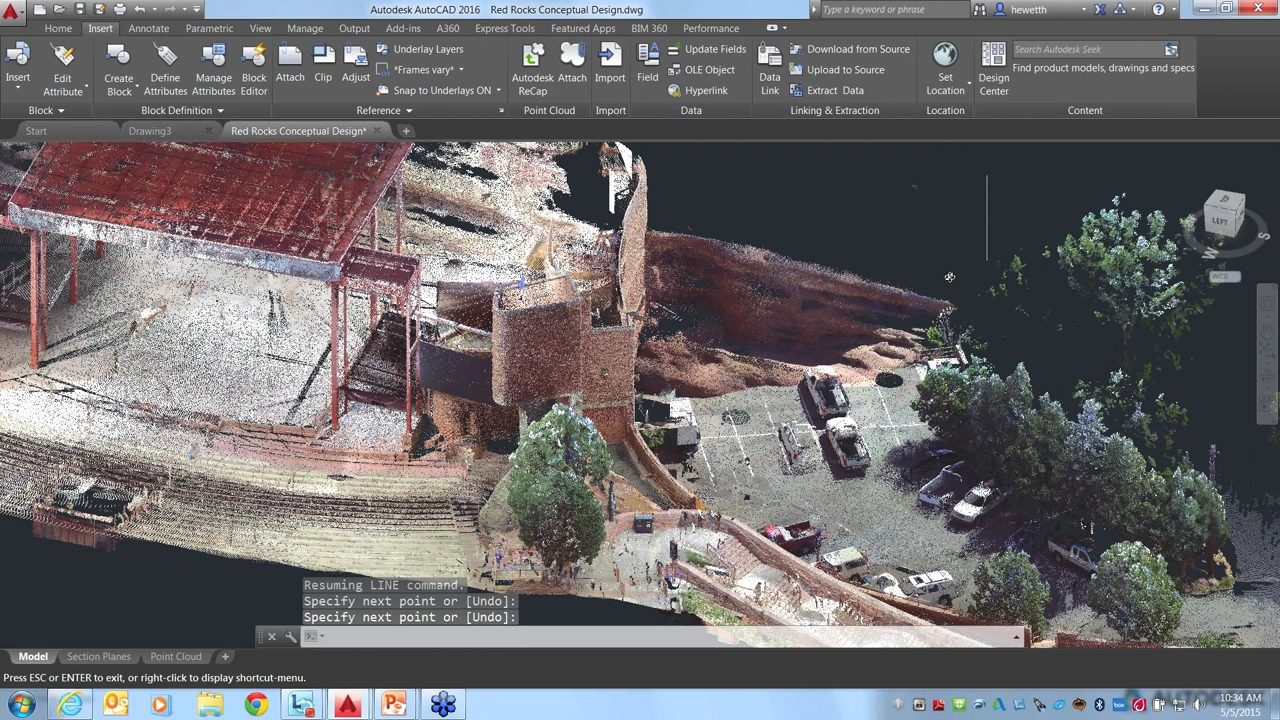 Autodesk AutoCAD 2016   Red Rocks Conceptual Design.dwg
Type a keyword or phrase
hewetth
Home Insert Annotate Parametric View Manage Output Add-ins A360 Express Tools Featured Apps BIM 360 Performance
Insert
Edit Attribute
Create Block
Define Attributes
Manage Attributes
Block Editor
Attach
Clip
Adjust
Underlay Layers
*Frames vary*
Snap to Underlays ON
Autodesk ReCap
Attach
Import
Field
Update Fields
OLE Object
Hyperlink
Data Link
Download from Source
Upload to Source
Extract Data
Set Location
Design Center
Search Autodesk Seek
Find product models, drawings and specs
Block Block Definition Reference Point Cloud Import Data Linking & Extraction Location Content
Start Drawing3 Red Rocks Conceptual Design*
LEFT
W
S
WCS
Resuming LINE command.
Specify next point or [Undo]:
Specify next point or [Undo]:
Model Section Planes Point Cloud
Press ESC or ENTER to exit, or right-click to display shortcut-menu.
10:34 AM
5/5/2015